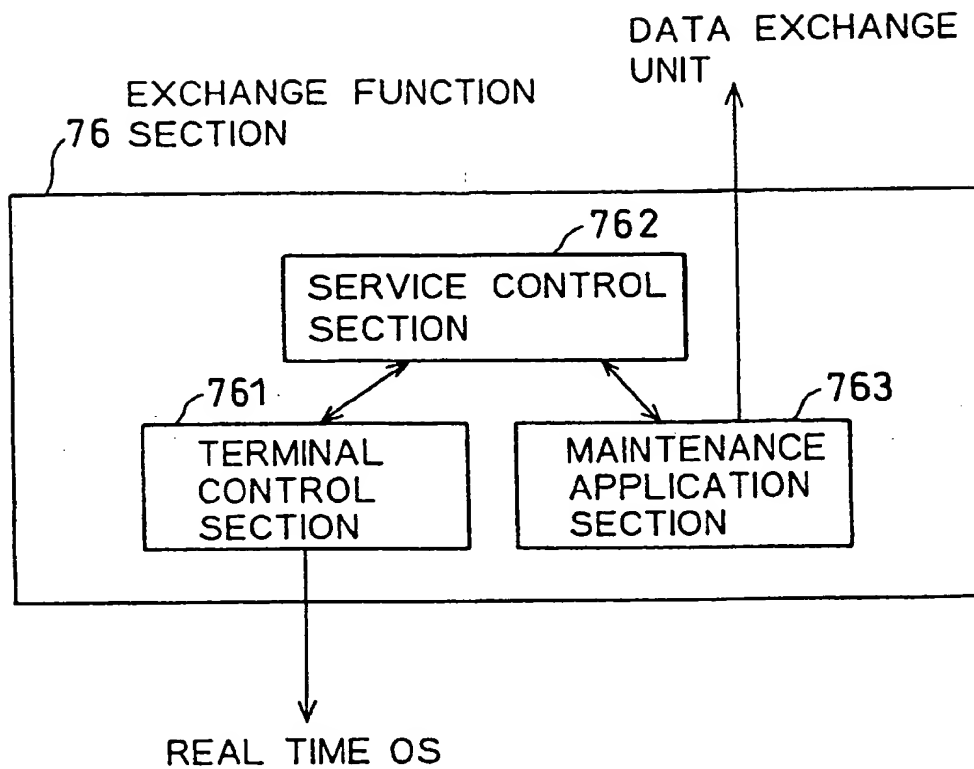 DATA EXCHANGE
UNIT
EXCHANGE FUNCTION
76 SECTION
762
SERVICE CONTROL
SECTION
761
TERMINAL
CONTROL
SECTION
763
MAINTENANCE
APPLICATION
SECTION
REAL TIME OS